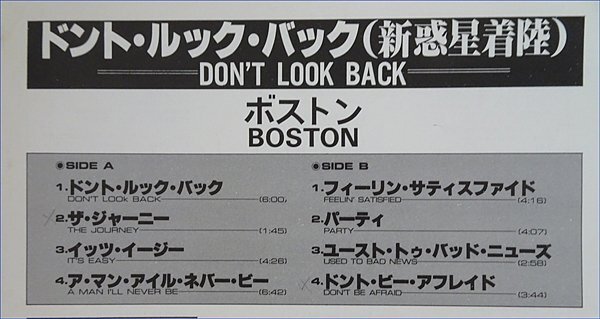 ドント・ルック・バック(新惑星着陸)
DON'T LOOK BACK
ボストン
BOSTON
●SIDE A
1.ドント・ルック・バック
DON'T LOOK BACK (6:00)
2.ザ・ジャーニー
THE JOURNEY (1:45)
3.イッツ・イージー
IT'S EASY (4:26)
4.ア・マン・アイル・ネバー・ビー
A MAN I'LL NEVER BE (6:42)
●SIDE B
1.フィーリン・サティスファイド
FEELIN' SATISFIED (4:16)
2.パーティ
PARTY (4:07)
3.ユースト・トゥ・バッド・ニューズ
USED TO BAD NEWS (2:58)
4.ドント・ビー・アフレイド
DON'T BE AFRAID (3:44)